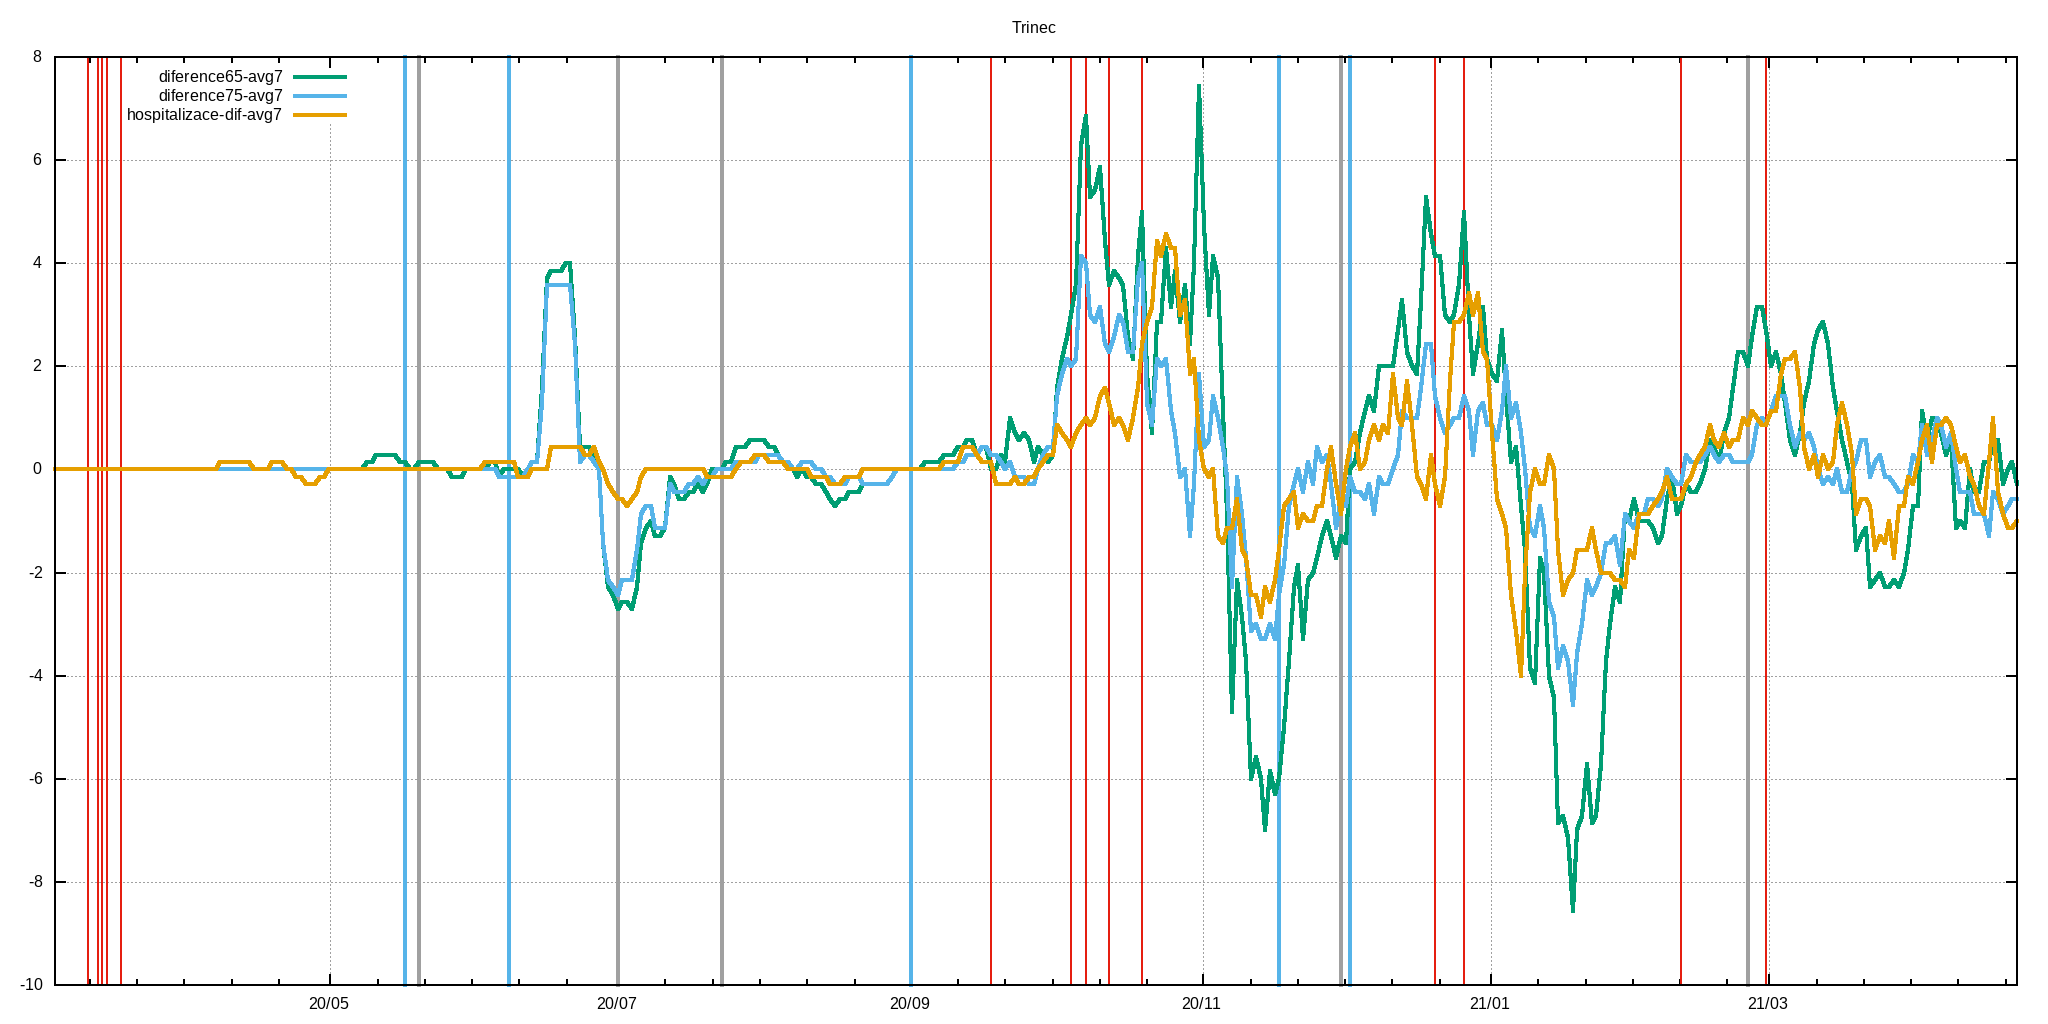 Trinec
diference65-avg7
diference75-avg7
hospitalizace-dif-avg7
8
6
4
2
0
-2
-4
-6
-8
-10
20/05 20/07 20/09 20/11 21/01 21/03